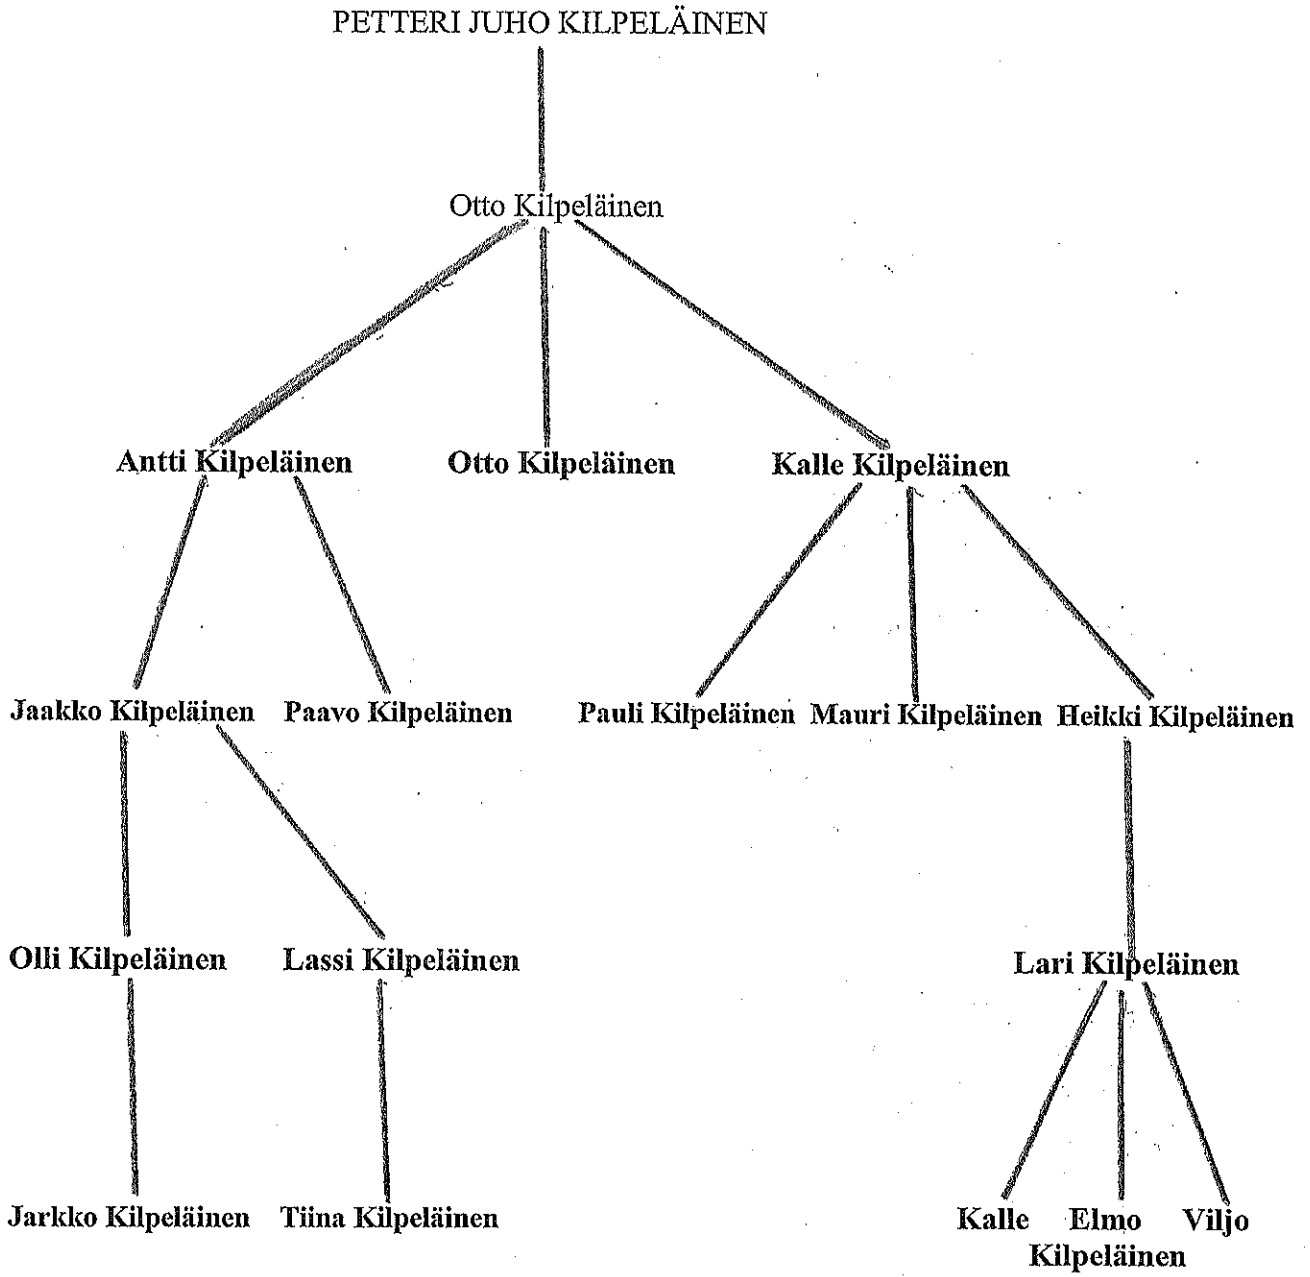 PETTERI JUHO KILPELÄINEN
Otto Kilpeläinen
Antti Kilpeläinen Otto Kilpeläinen Kalle Kilpeläinen
Jaakko Kilpeläinen Paavo Kilpeläinen Pauli Kilpeläinen Mauri Kilpeläinen Heikki Kilpeläinen
Olli Kilpeläinen Lassi Kilpeläinen Lari Kilpeläinen
Jarkko Kilpeläinen Tiina Kilpeläinen Kalle Elmo Viljo
Kilpeläinen